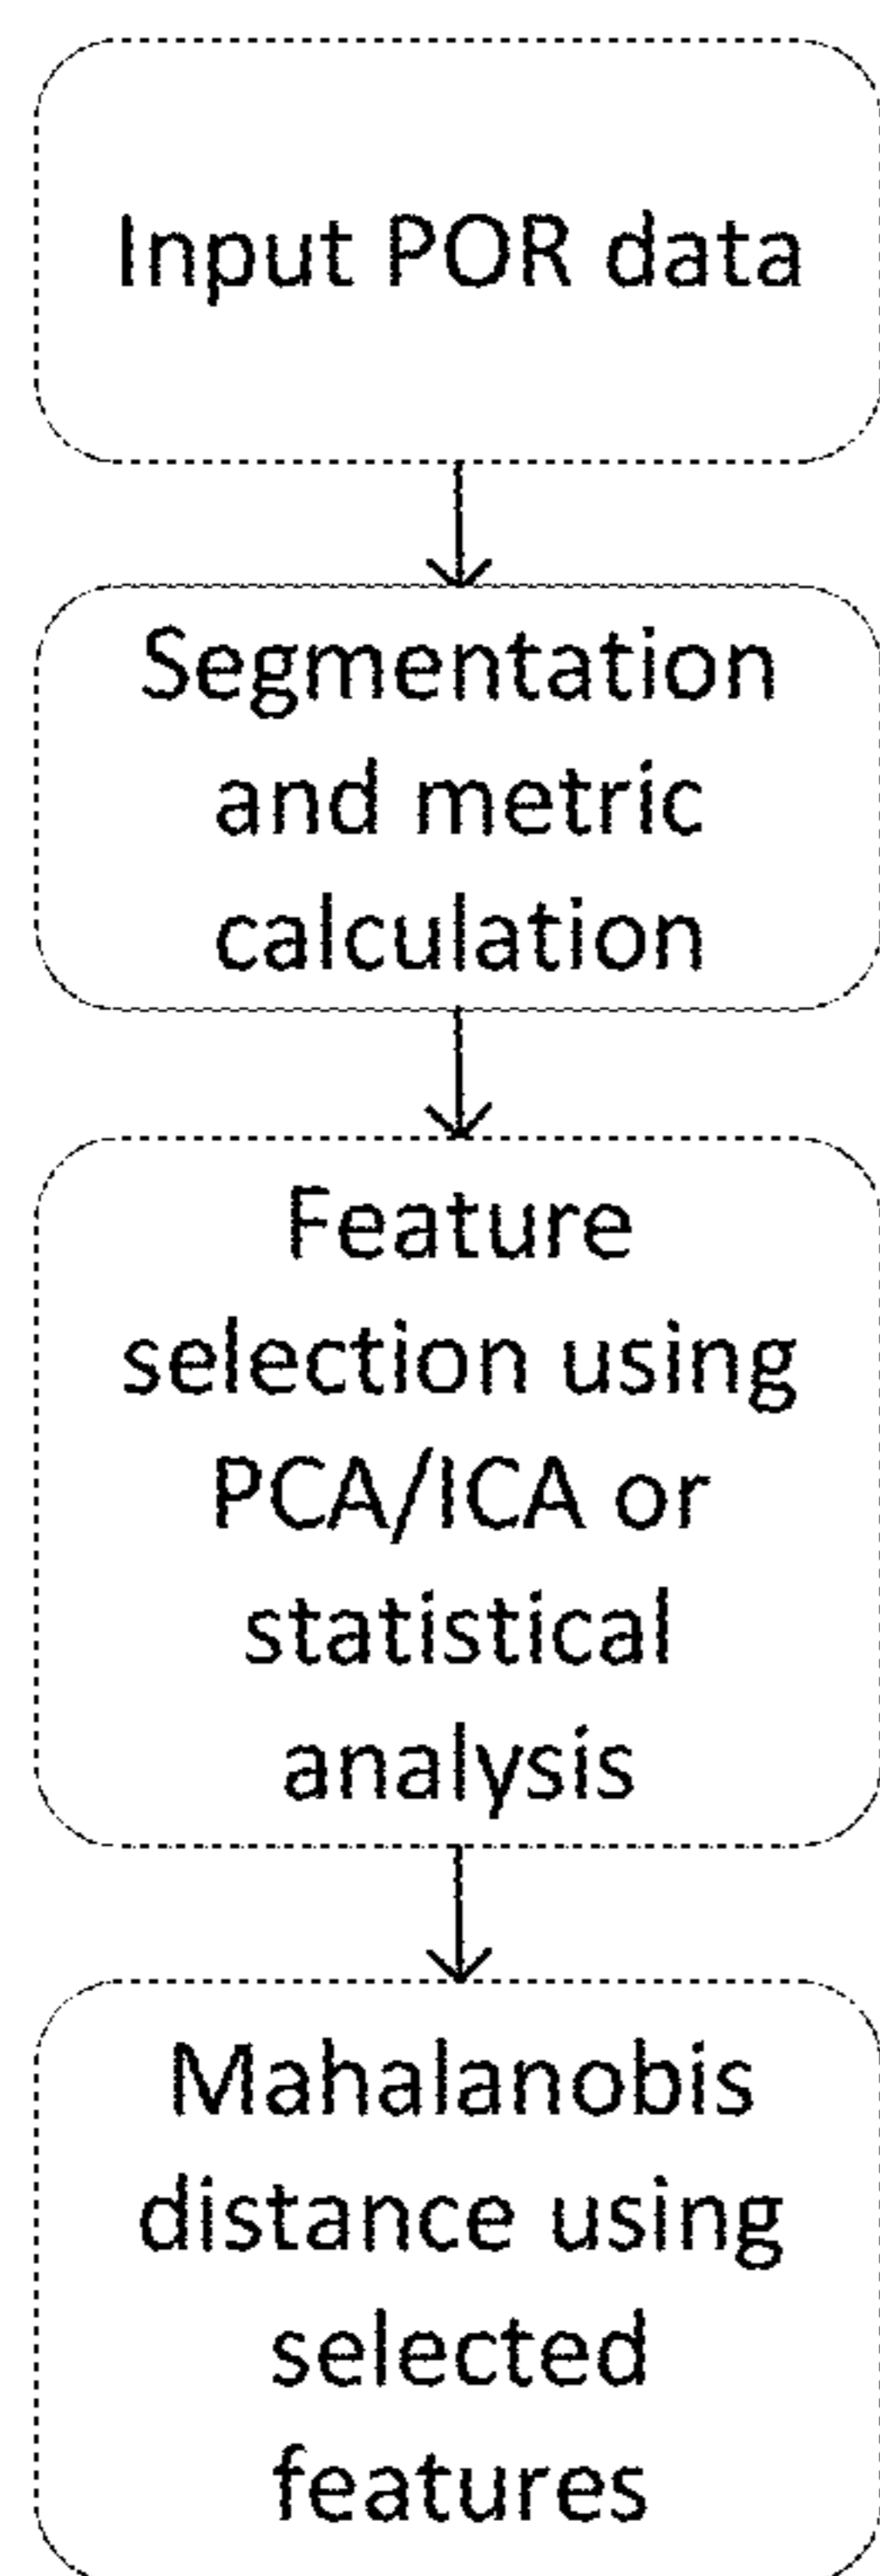 Input POR data
Segmentation
and metric
calculation
Feature
selection using
PCA/ICA or
statistical
analysis
Mahalanobis
distance using
selected
features